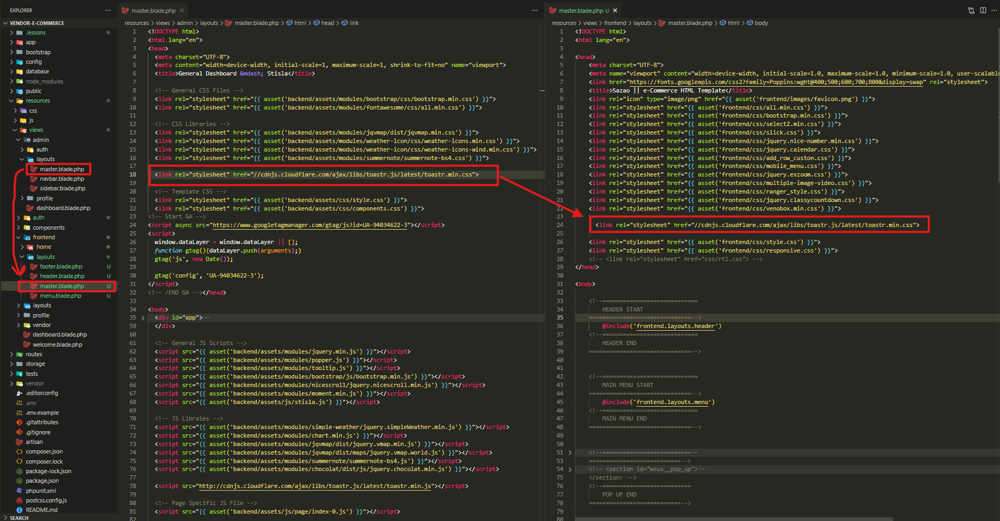 EXPLORER
VENDOR-E-COMMERCE
.lessons
app
bootstrap
config
database
node_modules
public
resources
css
js
views
admin
auth
layouts
master.blade.php
navbar.blade.php
sidebar.blade.php
profile
dashboard.blade.php
auth
components
frontend
home
layouts
footer.blade.php U
header.blade.php U
master.blade.php U
menu.blade.php U
layouts
profile
vendor
dashboard.blade.php
welcome.blade.php
routes
storage
tests
vendor
.editorconfig
.env
.env.example
.gitattributes
.gitignore
artisan
composer.json
composer.lock
package-lock.json
package.json
phpunit.xml
postcss.config.js
README.md
SEARCH
master.blade.php
resources > views > admin > layouts > master.blade.php > html > head > link
1 <!DOCTYPE html>
2 <html lang="en">
3 <head>
4 <meta charset="UTF-8">
5 <meta content="width=device-width, initial-scale=1, maximum-scale=1, shrink-to-fit=no" name="viewport">
6 <title>General Dashboard &mdash; Stisla</title>
7
8 <!-- General CSS Files -->
9 <link rel="stylesheet" href="{{ asset('backend/assets/modules/bootstrap/css/bootstrap.min.css') }}">
10 <link rel="stylesheet" href="{{ asset('backend/assets/modules/fontawesome/css/all.min.css') }}">
11
12 <!-- CSS Libraries -->
13 <link rel="stylesheet" href="{{ asset('backend/assets/modules/jqvmap/dist/jqvmap.min.css') }}">
14 <link rel="stylesheet" href="{{ asset('backend/assets/modules/weather-icon/css/weather-icons.min.css') }}">
15 <link rel="stylesheet" href="{{ asset('backend/assets/modules/weather-icon/css/weather-icons-wind.min.css') }}">
16 <link rel="stylesheet" href="{{ asset('backend/assets/modules/summernote/summernote-bs4.css') }}">
17
18 <link rel="stylesheet" href="//cdnjs.cloudflare.com/ajax/libs/toastr.js/latest/toastr.min.css">
19
20 <!-- Template CSS -->
21 <link rel="stylesheet" href="{{ asset('backend/assets/css/style.css') }}">
22 <link rel="stylesheet" href="{{ asset('backend/assets/css/components.css') }}">
23 <!-- Start GA -->
24 <script async src="https://www.googletagmanager.com/gtag/js?id=UA-94034622-3"></script>
25 <script>
26 window.dataLayer = window.dataLayer || [];
27 function gtag(){dataLayer.push(arguments);}
28 gtag('js', new Date());
29
30 gtag('config', 'UA-94034622-3');
31 </script>
32 <!-- /END GA --></head>
33
34 <body>
35 <div id="app">⋯
59 </div>
60
61 <!-- General JS Scripts -->
62 <script src="{{ asset('backend/assets/modules/jquery.min.js') }}"></script>
63 <script src="{{ asset('backend/assets/modules/popper.js') }}"></script>
64 <script src="{{ asset('backend/assets/modules/tooltip.js') }}"></script>
65 <script src="{{ asset('backend/assets/modules/bootstrap/js/bootstrap.min.js') }}"></script>
66 <script src="{{ asset('backend/assets/modules/nicescroll/jquery.nicescroll.min.js') }}"></script>
67 <script src="{{ asset('backend/assets/modules/moment.min.js') }}"></script>
68 <script src="{{ asset('backend/assets/js/stisla.js') }}"></script>
69
70 <!-- JS Libraies -->
71 <script src="{{ asset('backend/assets/modules/simple-weather/jquery.simpleWeather.min.js') }}"></script>
72 <script src="{{ asset('backend/assets/modules/chart.min.js') }}"></script>
73 <script src="{{ asset('backend/assets/modules/jqvmap/dist/jquery.vmap.min.js') }}"></script>
74 <script src="{{ asset('backend/assets/modules/jqvmap/dist/maps/jquery.vmap.world.js') }}"></script>
75 <script src="{{ asset('backend/assets/modules/summernote/summernote-bs4.js') }}"></script>
76 <script src="{{ asset('backend/assets/modules/chocolat/dist/js/jquery.chocolat.min.js') }}"></script>
77
78 <script src="http://cdnjs.cloudflare.com/ajax/libs/toastr.js/latest/toastr.min.js"></script>
79
80 <!-- Page Specific JS File -->
81 <script src="{{ asset('backend/assets/js/page/index-0.js') }}"></script>
82
master.blade.php U
resources > views > frontend > layouts > master.blade.php > html > body
1 <!DOCTYPE html>
2 <html lang="en">
3
4 <head>
5 <meta charset="UTF-8">
6 <meta name="viewport" content="width=device-width, initial-scale=1.0, maximum-scale=1.0, minimum-scale=1.0, user-scalable
7 <link href="https://fonts.googleapis.com/css2?family=Poppins:wght@400;500;600;700;800&display=swap" rel="stylesheet">
8 <title>Sazao || e-Commerce HTML Template</title>
9 <link rel="icon" type="image/png" href="{{ asset('frontend/images/favicon.png') }}">
10 <link rel="stylesheet" href="{{ asset('frontend/css/all.min.css') }}">
11 <link rel="stylesheet" href="{{ asset('frontend/css/bootstrap.min.css') }}">
12 <link rel="stylesheet" href="{{ asset('frontend/css/select2.min.css') }}">
13 <link rel="stylesheet" href="{{ asset('frontend/css/slick.css') }}">
14 <link rel="stylesheet" href="{{ asset('frontend/css/jquery.nice-number.min.css') }}">
15 <link rel="stylesheet" href="{{ asset('frontend/css/jquery.calendar.css') }}">
16 <link rel="stylesheet" href="{{ asset('frontend/css/add_row_custon.css') }}">
17 <link rel="stylesheet" href="{{ asset('frontend/css/mobile_menu.css') }}">
18 <link rel="stylesheet" href="{{ asset('frontend/css/jquery.exzoom.css') }}">
19 <link rel="stylesheet" href="{{ asset('frontend/css/multiple-image-video.css') }}">
20 <link rel="stylesheet" href="{{ asset('frontend/css/ranger_style.css') }}">
21 <link rel="stylesheet" href="{{ asset('frontend/css/jquery.classycountdown.css') }}">
22 <link rel="stylesheet" href="{{ asset('frontend/css/venobox.min.css') }}">
23
24 <link rel="stylesheet" href="//cdnjs.cloudflare.com/ajax/libs/toastr.js/latest/toastr.min.css">
25
26 <link rel="stylesheet" href="{{ asset('frontend/css/style.css') }}">
27 <link rel="stylesheet" href="{{ asset('frontend/css/responsive.css') }}">
28 <!-- <link rel="stylesheet" href="css/rtl.css"> -->
29 </head>
30
31 <body>
32
33 <!--============================
34 HEADER START
35 ==============================-->
36 @include('frontend.layouts.header')
37 <!--============================
38 HEADER END
39 ==============================-->
40
41
42 <!--============================
43 MAIN MENU START
44 ==============================-->
45 @include('frontend.layouts.menu')
46 <!--============================
47 MAIN MENU END
48 ==============================-->
49
50
51 <!--==========================⋯
53 ===========================-->
54 <!-- <section id="wsus__pop_up">⋯
75 </section> -->
76 <!--==========================
77 POP UP END
78 ===========================-->
79
80